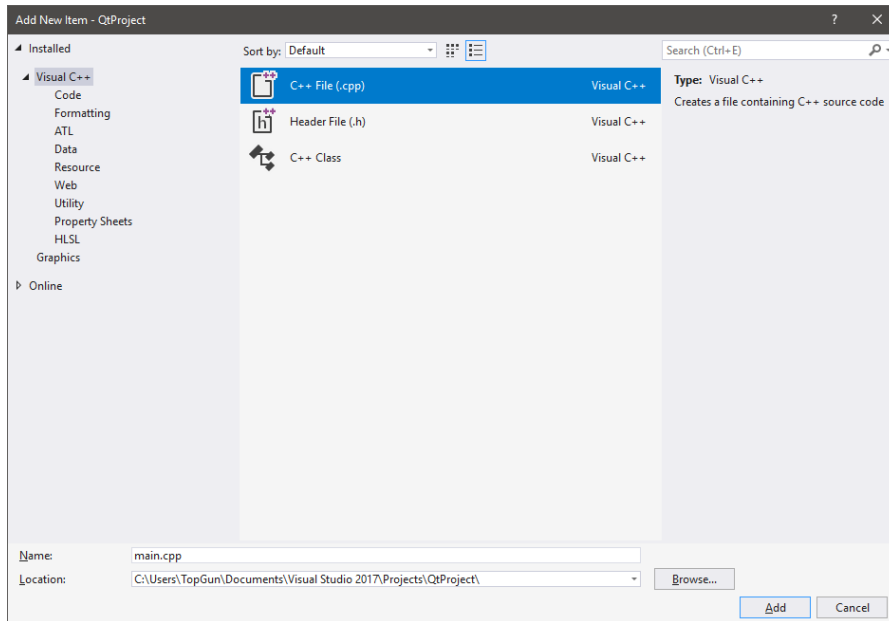 Add New Item - QtProject
? ×
Installed
Sort by: Default
Search (Ctrl+E)
Visual C++
Code
Formatting
ATL
Data
Resource
Web
Utility
Property Sheets
HLSL
Graphics
Online
C++ File (.cpp) Visual C++
Header File (.h) Visual C++
C++ Class Visual C++
Type: Visual C++
Creates a file containing C++ source code
Name: main.cpp
Location: C:\Users\TopGun\Documents\Visual Studio 2017\Projects\QtProject\
Browse...
Add Cancel